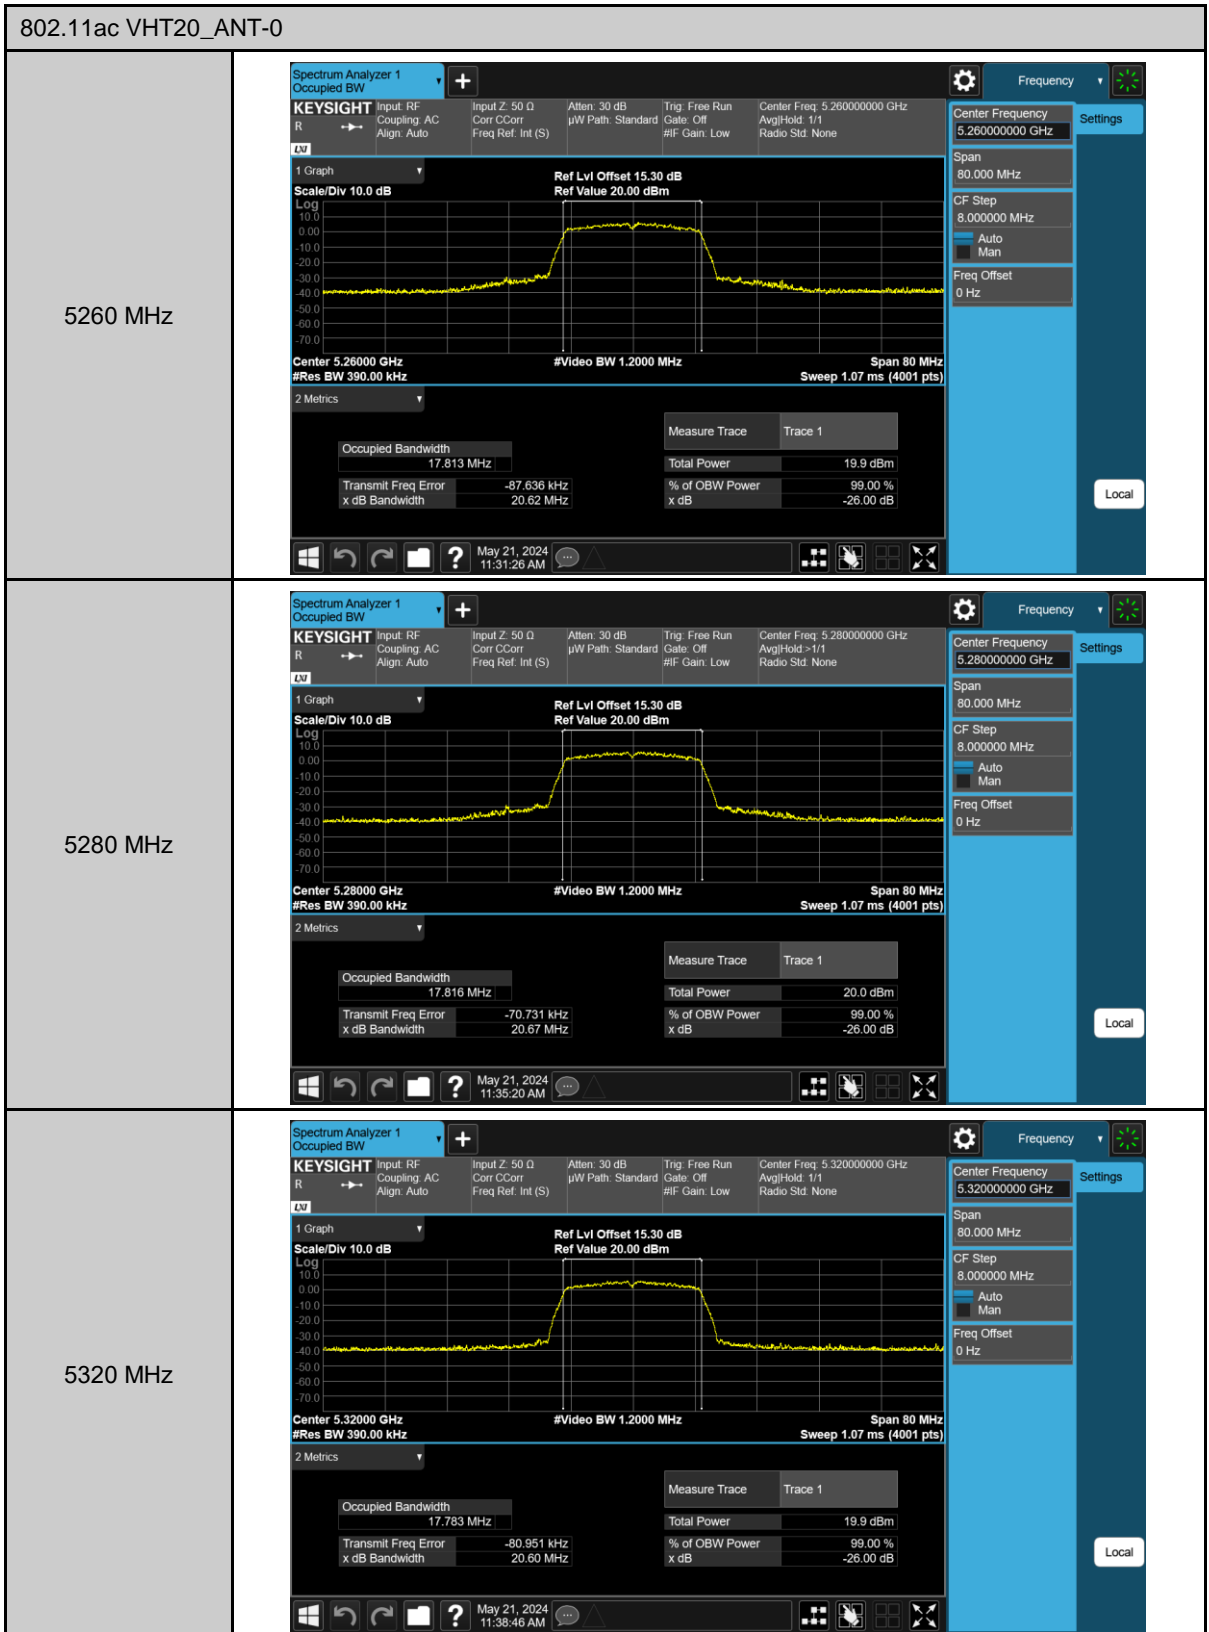 802.11ac VHT20_ANT-0
5260 MHz
Spectrum Analyzer 1
Occupied BW
+
Frequency
KEYSIGHT
R
LXI
Input: RF
Coupling: AC
Align: Auto
Input Z: 50 Ω
Corr CCorr
Freq Ref: Int (S)
Atten: 30 dB
µW Path: Standard
Trig: Free Run
Gate: Off
#IF Gain: Low
Center Freq: 5.260000000 GHz
Avg|Hold: 1/1
Radio Std: None
Center Frequency
5.260000000 GHz
Settings
Span
80.000 MHz
CF Step
8.000000 MHz
Auto
Man
Freq Offset
0 Hz
Local
1 Graph
Scale/Div 10.0 dB
Ref Lvl Offset 15.30 dB
Ref Value 20.00 dBm
Log
10.0
0.00
-10.0
-20.0
-30.0
-40.0
-50.0
-60.0
-70.0
Center 5.26000 GHz
#Video BW 1.2000 MHz
Span 80 MHz
#Res BW 390.00 kHz
Sweep 1.07 ms (4001 pts)
2 Metrics
Measure Trace Trace 1
Occupied Bandwidth
17.813 MHz
Total Power 19.9 dBm
Transmit Freq Error -87.636 kHz
% of OBW Power 99.00 %
x dB Bandwidth 20.62 MHz
x dB -26.00 dB
?
May 21, 2024
11:31:26 AM
5280 MHz
Spectrum Analyzer 1
Occupied BW
+
Frequency
KEYSIGHT
R
LXI
Input: RF
Coupling: AC
Align: Auto
Input Z: 50 Ω
Corr CCorr
Freq Ref: Int (S)
Atten: 30 dB
µW Path: Standard
Trig: Free Run
Gate: Off
#IF Gain: Low
Center Freq: 5.280000000 GHz
Avg|Hold:>1/1
Radio Std: None
Center Frequency
5.280000000 GHz
Settings
Span
80.000 MHz
CF Step
8.000000 MHz
Auto
Man
Freq Offset
0 Hz
Local
1 Graph
Scale/Div 10.0 dB
Ref Lvl Offset 15.30 dB
Ref Value 20.00 dBm
Log
10.0
0.00
-10.0
-20.0
-30.0
-40.0
-50.0
-60.0
-70.0
Center 5.28000 GHz
#Video BW 1.2000 MHz
Span 80 MHz
#Res BW 390.00 kHz
Sweep 1.07 ms (4001 pts)
2 Metrics
Measure Trace Trace 1
Occupied Bandwidth
17.816 MHz
Total Power 20.0 dBm
Transmit Freq Error -70.731 kHz
% of OBW Power 99.00 %
x dB Bandwidth 20.67 MHz
x dB -26.00 dB
?
May 21, 2024
11:35:20 AM
5320 MHz
Spectrum Analyzer 1
Occupied BW
+
Frequency
KEYSIGHT
R
LXI
Input: RF
Coupling: AC
Align: Auto
Input Z: 50 Ω
Corr CCorr
Freq Ref: Int (S)
Atten: 30 dB
µW Path: Standard
Trig: Free Run
Gate: Off
#IF Gain: Low
Center Freq: 5.320000000 GHz
Avg|Hold: 1/1
Radio Std: None
Center Frequency
5.320000000 GHz
Settings
Span
80.000 MHz
CF Step
8.000000 MHz
Auto
Man
Freq Offset
0 Hz
Local
1 Graph
Scale/Div 10.0 dB
Ref Lvl Offset 15.30 dB
Ref Value 20.00 dBm
Log
10.0
0.00
-10.0
-20.0
-30.0
-40.0
-50.0
-60.0
-70.0
Center 5.32000 GHz
#Video BW 1.2000 MHz
Span 80 MHz
#Res BW 390.00 kHz
Sweep 1.07 ms (4001 pts)
2 Metrics
Measure Trace Trace 1
Occupied Bandwidth
17.783 MHz
Total Power 19.9 dBm
Transmit Freq Error -80.951 kHz
% of OBW Power 99.00 %
x dB Bandwidth 20.60 MHz
x dB -26.00 dB
?
May 21, 2024
11:38:46 AM